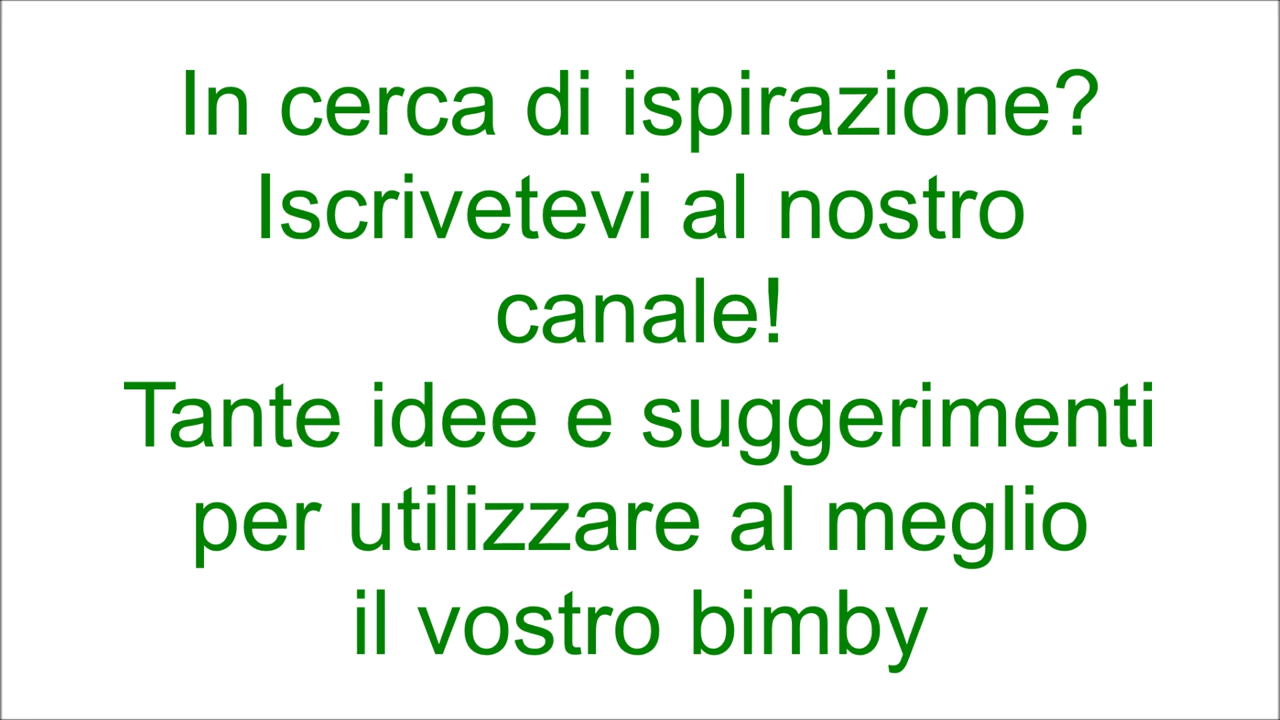 In cerca di ispirazione?
Iscrivetevi al nostro
canale!
Tante idee e suggerimenti
per utilizzare al meglio
il vostro bimby